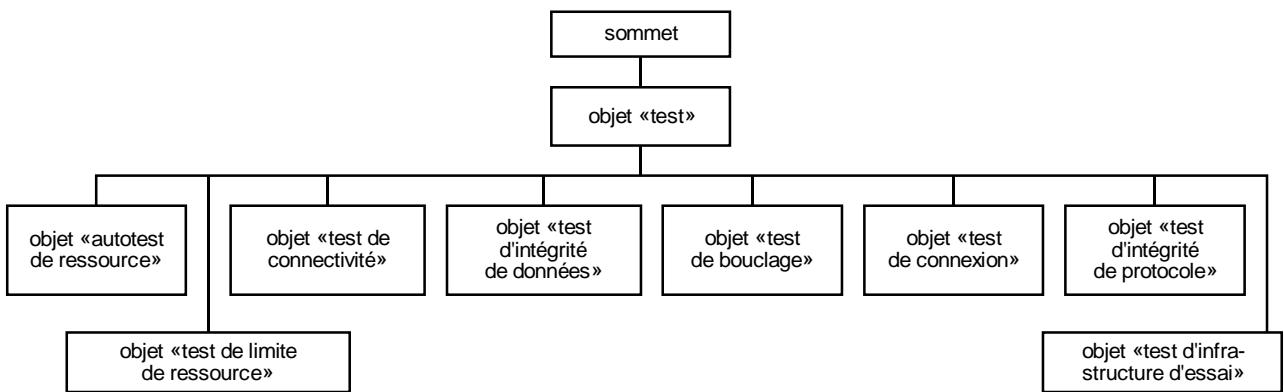 sommet
objet «test»
objet «autotest
de ressource»
objet «test de
connectivité»
objet «test
d'intégrité
de données»
objet «test
de bouclage»
objet «test
de connexion»
objet «test
d'intégrité
de protocole»
objet «test de limite
de ressource»
objet «test d'infra-
structure d'essai»